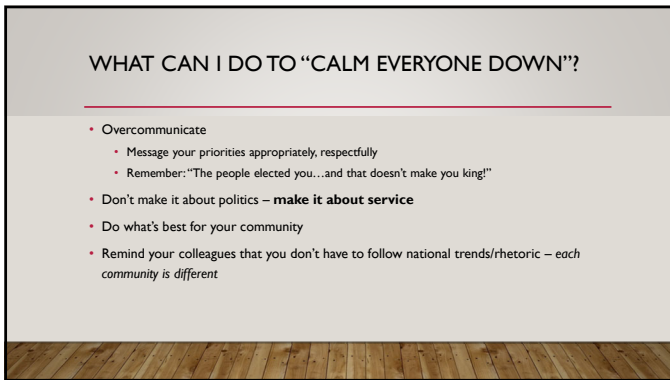 WHAT CAN I DO TO “CALM EVERYONE DOWN”?
• Overcommunicate
• Message your priorities appropriately, respectfully
• Remember: “The people elected you…and that doesn’t make you king!”
• Don’t make it about politics – make it about service
• Do what’s best for your community
• Remind your colleagues that you don’t have to follow national trends/rhetoric – each
community is different